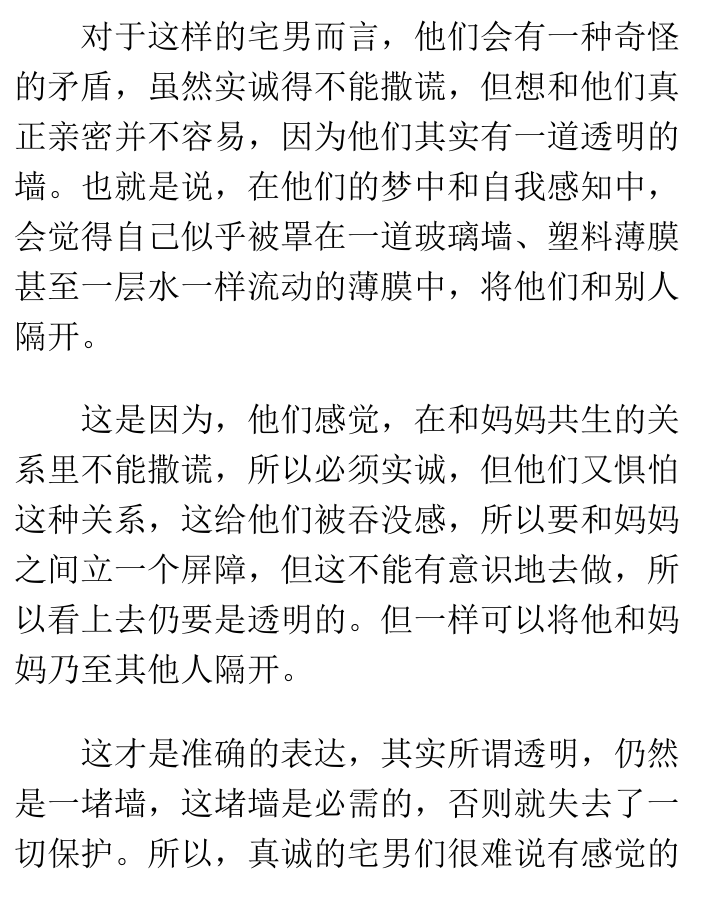 对于这样的宅男而言，他们会有一种奇怪
的矛盾，虽然实诚得不能撒谎，但想和他们真
正亲密并不容易，因为他们其实有一道透明的
墙。也就是说，在他们的梦中和自我感知中，
会觉得自己似乎被罩在一道玻璃墙、塑料薄膜
甚至一层水一样流动的薄膜中，将他们和别人
隔开。
这是因为，他们感觉，在和妈妈共生的关
系里不能撒谎，所以必须实诚，但他们又惧怕
这种关系，这给他们被吞没感，所以要和妈妈
之间立一个屏障，但这不能有意识地去做，所
以看上去仍要是透明的。但一样可以将他和妈
妈乃至其他人隔开。
这才是准确的表达，其实所谓透明，仍然
是一堵墙，这堵墙是必需的，否则就失去了一
切保护。所以，真诚的宅男们很难说有感觉的